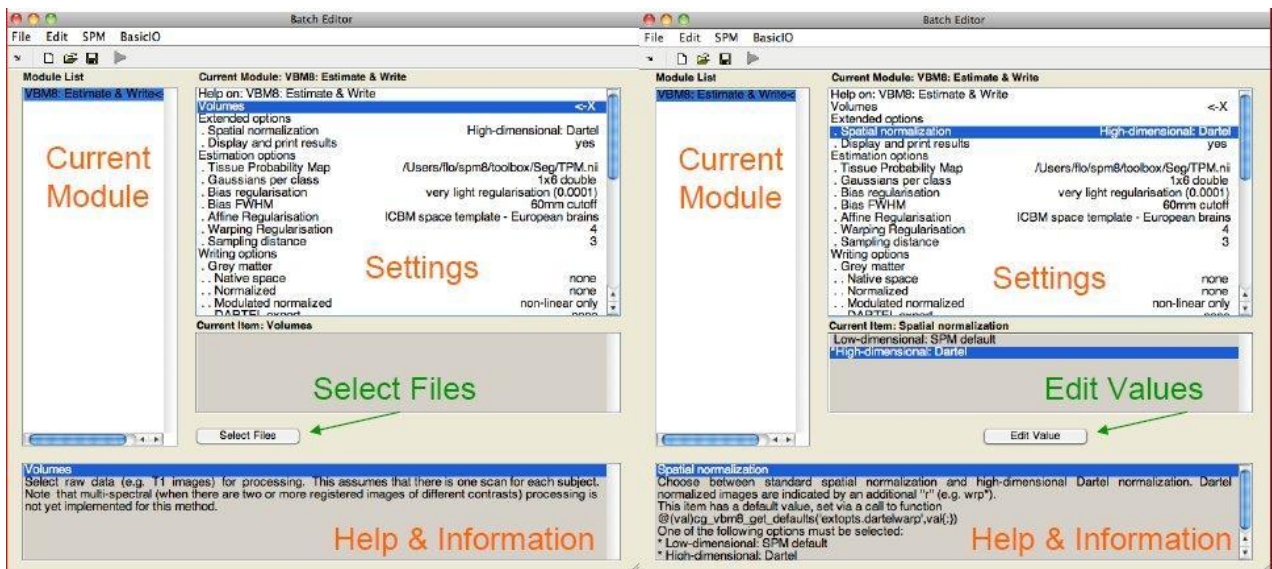 Batch Editor
File Edit SPM BasicIO
Module List
VBM8: Estimate & Write<
Current Module
Current Module: VBM8: Estimate & Write
Help on: VBM8: Estimate & Write
Volumes <-X
Extended options
. Spatial normalization High-dimensional: Dartel
. Display and print results yes
Estimation options
. Tissue Probability Map /Users/flo/spm8/toolbox/Seg/TPM.nii
. Gaussians per class 1x6 double
. Bias regularisation very light regularisation (0.0001)
. Bias FWHM 60mm cutoff
. Affine Regularisation ICBM space template - European brains
. Warping Regularisation 4
. Sampling distance 3
Writing options
. Grey matter
. . Native space none
. . Normalized none
. . Modulated normalized non-linear only
. . DARTEL export none
Settings
Current Item: Volumes
Select Files
Select Files
Volumes
Select raw data (e.g. T1 images) for processing. This assumes that there is one scan for each subject.
Note that multi-spectral (when there are two or more registered images of different contrasts) processing is
not yet implemented for this method.
Help & Information
Batch Editor
File Edit SPM BasicIO
Module List
VBM8: Estimate & Write<
Current Module
Current Module: VBM8: Estimate & Write
Help on: VBM8: Estimate & Write
Volumes <-X
Extended options
. Spatial normalization High-dimensional: Dartel
. Display and print results yes
Estimation options
. Tissue Probability Map /Users/flo/spm8/toolbox/Seg/TPM.nii
. Gaussians per class 1x6 double
. Bias regularisation very light regularisation (0.0001)
. Bias FWHM 60mm cutoff
. Affine Regularisation ICBM space template - European brains
. Warping Regularisation 4
. Sampling distance 3
Writing options
. Grey matter
. . Native space none
. . Normalized none
. . Modulated normalized non-linear only
. . DARTEL export none
Settings
Current Item: Spatial normalization
Low-dimensional: SPM default
*High-dimensional: Dartel
Edit Values
Edit Value
Spatial normalization
Choose between standard spatial normalization and high-dimensional Dartel normalization. Dartel
normalized images are indicated by an additional "r" (e.g. wrp*).
This item has a default value, set via a call to function
@(val)cg_vbm8_get_defaults('extopts.dartelwarp',val{:})
One of the following options must be selected:
* Low-dimensional: SPM default
* High-dimensional: Dartel
Help & Information